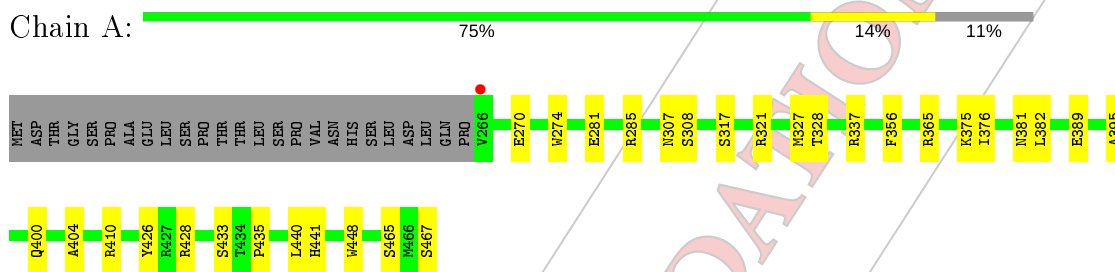 Chain A:
75% 14% 11%
MET ASP THR GLY SER PRO ALA GLU LEU SER PRO THR THR LEU SER PRO VAL ASN HIS SER LEU ASP LEU GLN PRO V266 E270 W274 E281 R285 N307 S308 S317 R321 M327 T328 R337 F356 R365 K375 I376 N381 L382 E389
Q400 A404 R410 Y426 R427 R428 S433 T434 P435 L440 H441 W448 S465 M466 S467